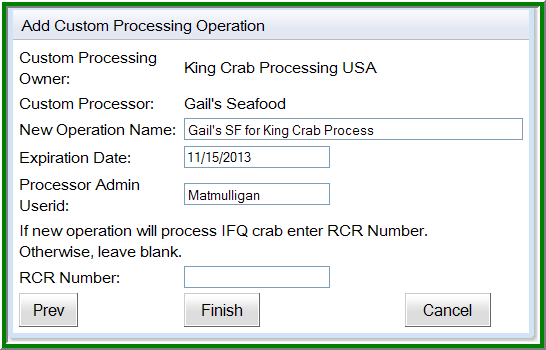 Add Custom Processing Operation
Custom Processing
Owner:
King Crab Processing USA
Custom Processor: Gail's Seafood
New Operation Name: Gail's SF for King Crab Process
Expiration Date: 11/15/2013
Processor Admin
Userid:
Matmulligan
If new operation will process IFQ crab enter RCR Number.
Otherwise, leave blank.
RCR Number:
Prev Finish Cancel